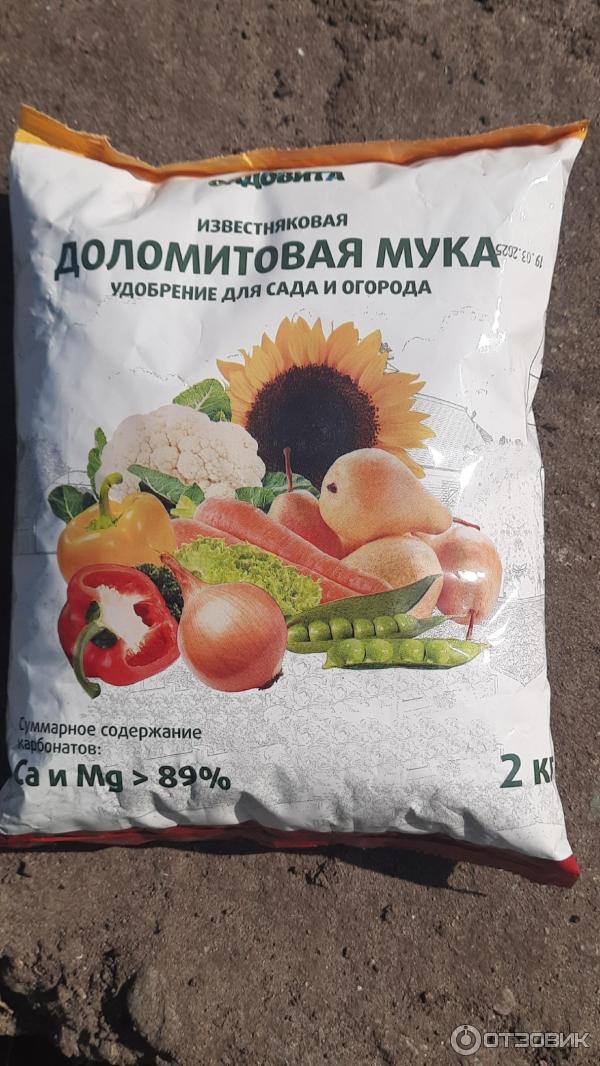 САДОВИТА
ИЗВЕСТНЯКОВАЯ
ДОЛОМИТОВАЯ МУКА
19.03.2025
УДОБРЕНИЕ ДЛЯ САДА И ОГОРОДА
Суммарное содержание
карбонатов:
Ca и Mg > 89%
2 кг
ОТЗОВИК